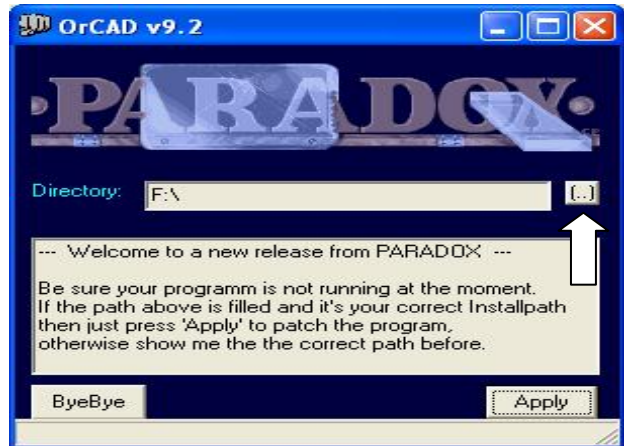 OrCAD v9.2
PARADOX
Directory:
F:\
(..)
--- Welcome to a new release from PARADOX ---
Be sure your programm is not running at the moment.
If the path above is filled and it's your correct Installpath
then just press 'Apply' to patch the program,
otherwise show me the the correct path before.
ByeBye
Apply